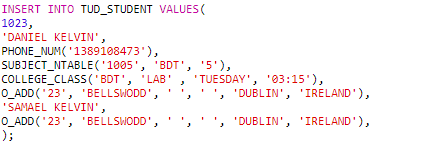 INSERT INTO TUD_STUDENT VALUES(
1023,
'DANIEL KELVIN',
PHONE_NUM('1389108473'),
SUBJECT_NTABLE('1005', 'BDT', '5'),
COLLEGE_CLASS('BDT', 'LAB' , 'TUESDAY', '03:15'),
O_ADD('23', 'BELLSWODD', ' ', ' ', 'DUBLIN', 'IRELAND'),
'SAMAEL KELVIN',
O_ADD('23', 'BELLSWODD', ' ', ' ', 'DUBLIN', 'IRELAND'),
);